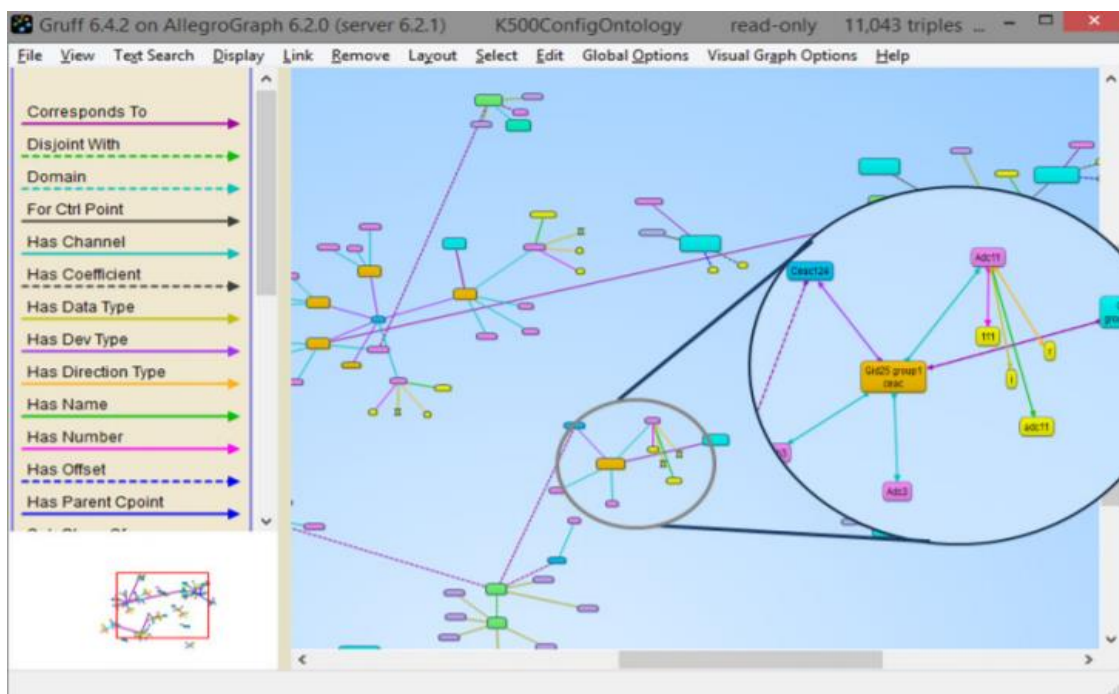 Gruff 6.4.2 on AllegroGraph 6.2.0 (server 6.2.1) K500ConfigOntology read-only 11,043 triples ...
File View Text Search Display Link Remove Layout Select Edit Global Options Visual Graph Options Help
Corresponds To
Disjoint With
Domain
For Ctrl Point
Has Channel
Has Coefficient
Has Data Type
Has Dev Type
Has Direction Type
Has Name
Has Number
Has Offset
Has Parent Cpoint
Ceac124
Adc11
111
r
i
Gid25 group1
ceac
adc11
Adc3